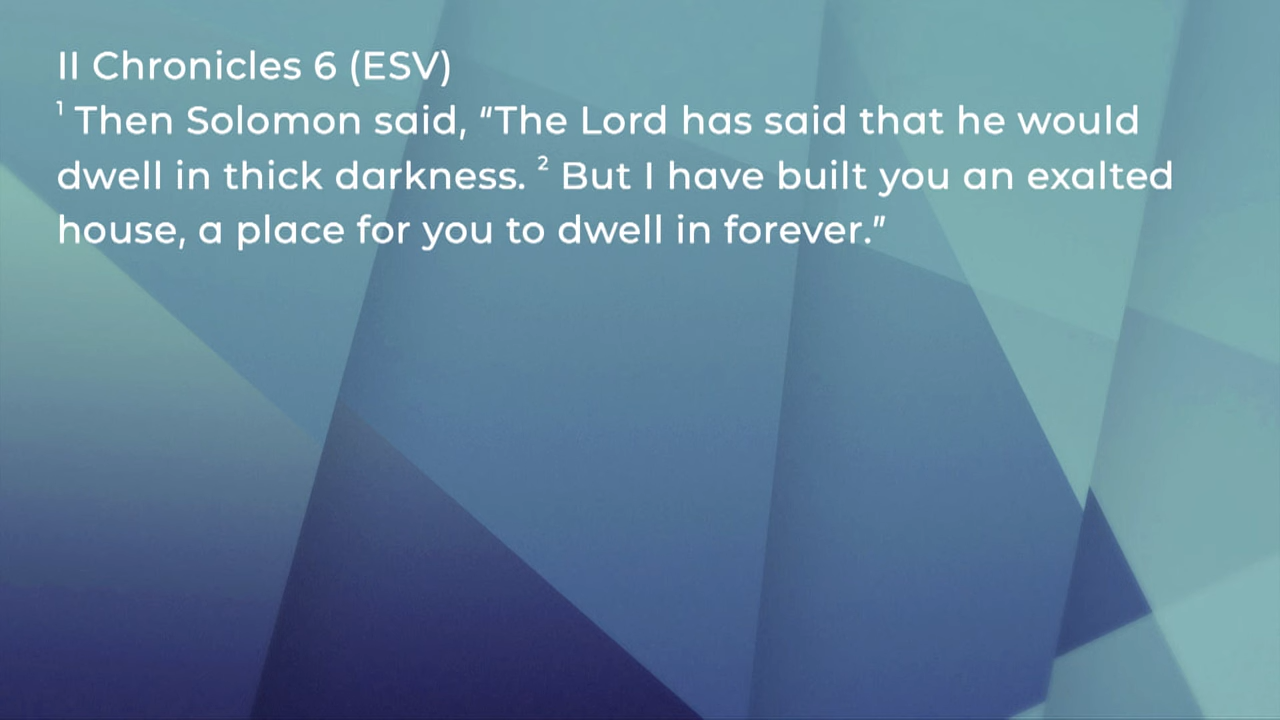 II Chronicles 6 (ESV)
¹ Then Solomon said, “The Lord has said that he would
dwell in thick darkness. ² But I have built you an exalted
house, a place for you to dwell in forever.”